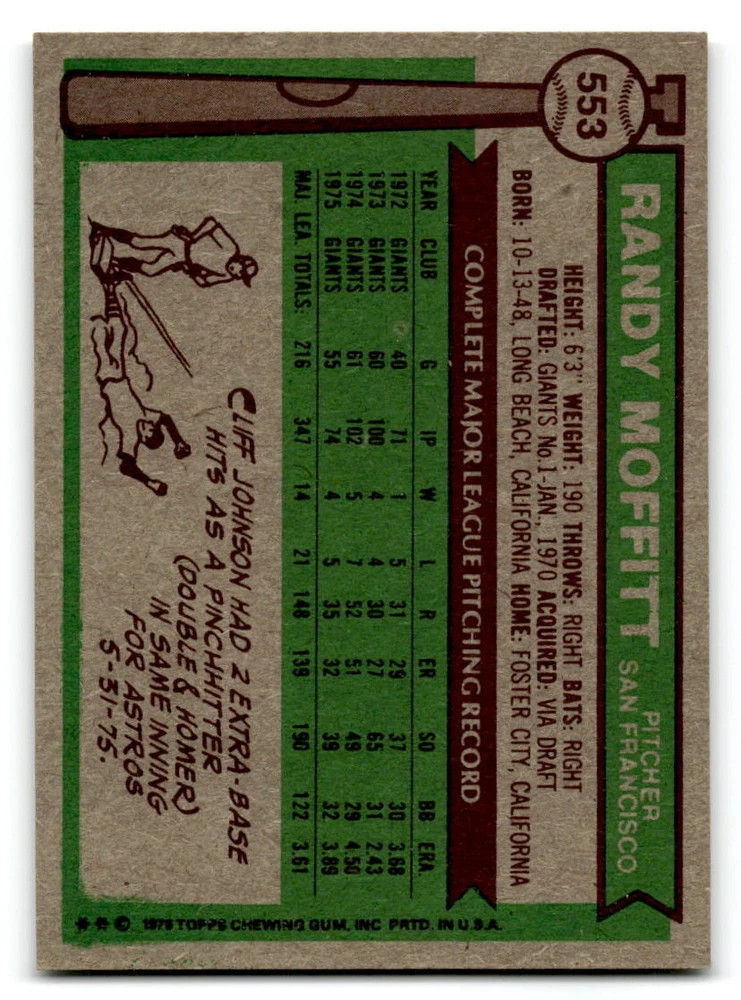 553
RANDY MOFFITT PITCHER
SAN FRANCISCO
HEIGHT: 6'3" WEIGHT: 190 THROWS: RIGHT BATS: RIGHT
DRAFTED: GIANTS No.1-JAN., 1970 ACQUIRED: VIA DRAFT
BORN: 10-13-48, LONG BEACH, CALIFORNIA HOME: FOSTER CITY, CALIFORNIA
COMPLETE MAJOR LEAGUE PITCHING RECORD
YEAR CLUB G IP W L R ER SO BB ERA
1972 GIANTS 40 71 1 5 31 29 37 30 3.68
1973 GIANTS 60 100 4 4 30 27 65 31 2.43
1974 GIANTS 61 102 5 7 52 51 49 29 4.50
1975 GIANTS 55 74 4 5 35 32 39 32 3.89
MAJ. LEA. TOTALS: 216 347 14 21 148 139 190 122 3.61
CLIFF JOHNSON HAD 2 EXTRA-BASE
HITS AS A PINCHHITTER
(DOUBLE & HOMER)
IN SAME INNING
FOR ASTROS
5-31-75.
** © 1976 TOPPS CHEWING GUM, INC PRTD. IN U.S.A.